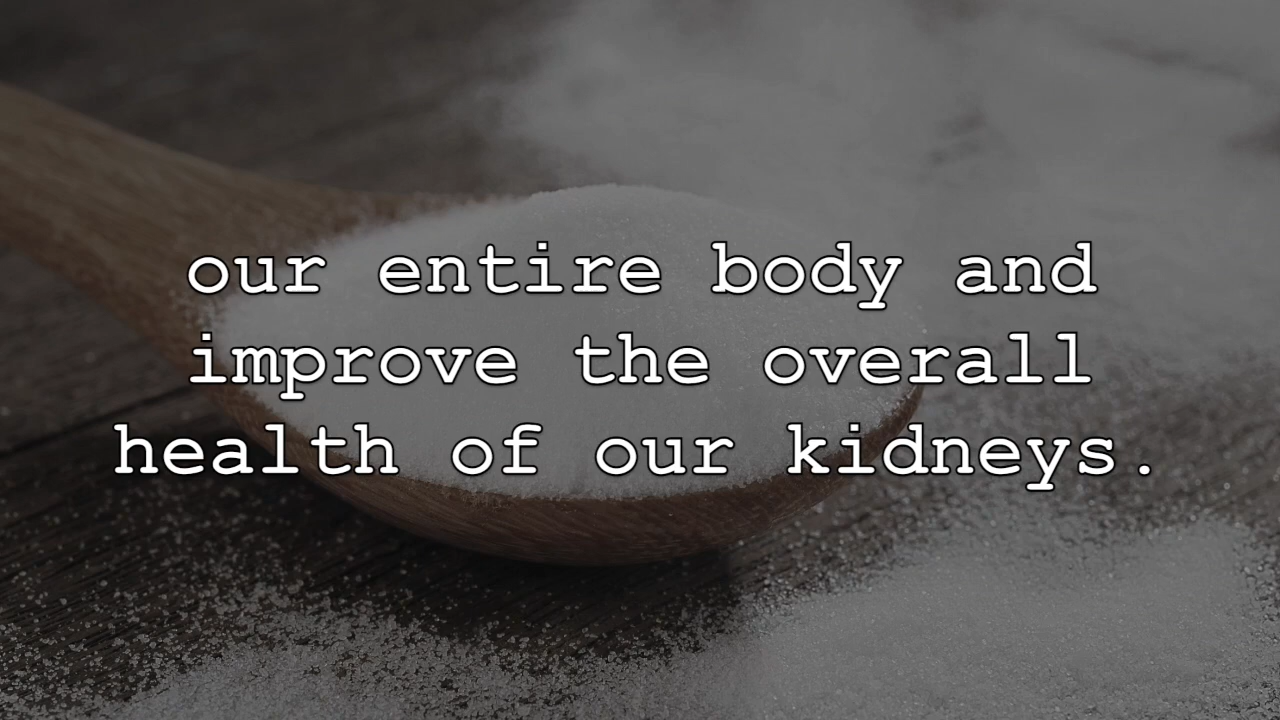 our entire body and
improve the overall
health of our kidneys.